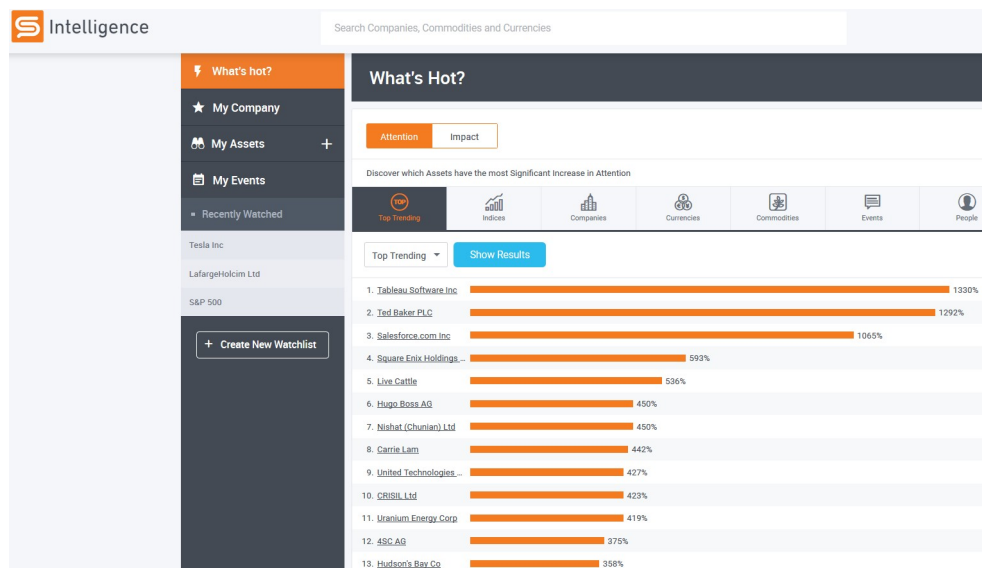 Intelligence
Search Companies, Commodities and Currencies
What's hot?
My Company
My Assets +
My Events
Recently Watched
Tesla Inc
LafargeHolcim Ltd
S&P 500
+ Create New Watchlist
What's Hot?
Attention Impact
Discover which Assets have the most Significant Increase in Attention
TOP
Top Trending Indices Companies Currencies Commodities Events People
Top Trending Show Results
1. Tableau Software Inc 1330%
2. Ted Baker PLC 1292%
3. Salesforce.com Inc 1065%
4. Square Enix Holdings ... 593%
5. Live Cattle 536%
6. Hugo Boss AG 450%
7. Nishat (Chunian) Ltd 450%
8. Carrie Lam 442%
9. United Technologies ... 427%
10. CRISIL Ltd 423%
11. Uranium Energy Corp 419%
12. 4SC AG 375%
13. Hudson's Bay Co 358%